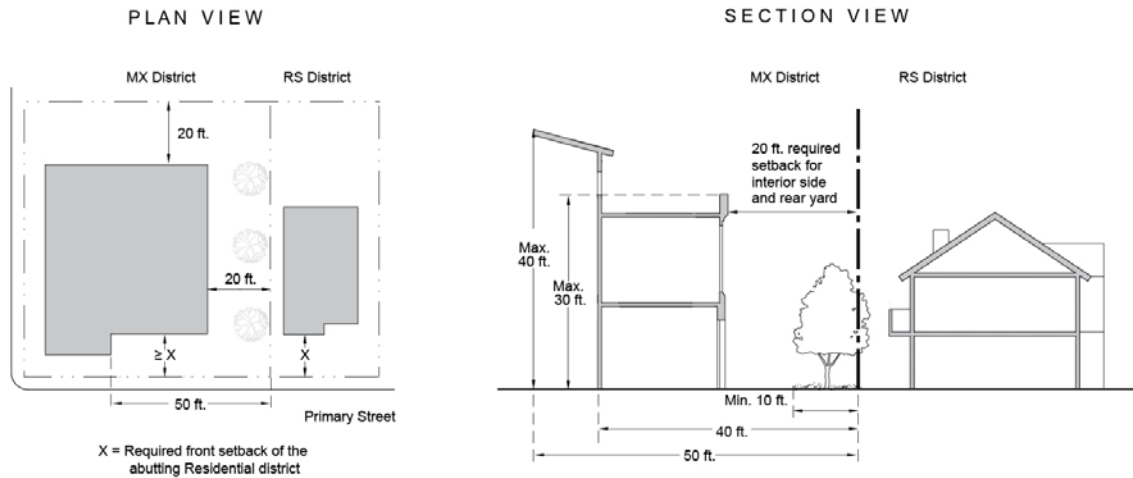 PLAN VIEW
MX District
RS District
20 ft.
20 ft.
≥ X
X
50 ft.
Primary Street
X = Required front setback of the
abutting Residential district
SECTION VIEW
MX District
RS District
20 ft. required
setback for
interior side
and rear yard
Max.
40 ft.
Max.
30 ft.
Min. 10 ft.
40 ft.
50 ft.